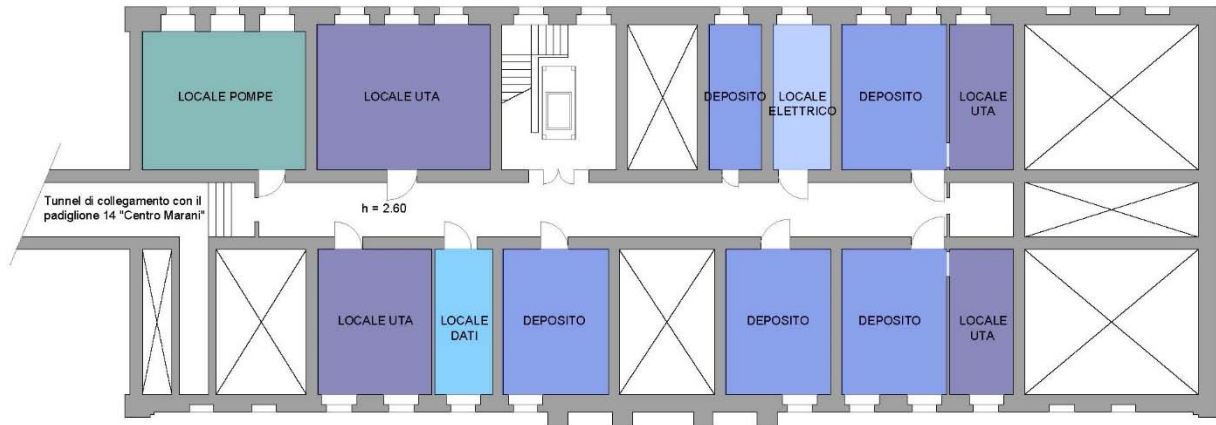 LOCALE POMPE
LOCALE UTA
DEPOSITO
LOCALE
ELETTRICO
DEPOSITO
LOCALE
UTA
Tunnel di collegamento con il
padiglione 14 "Centro Marani"
h = 2.60
LOCALE UTA
LOCALE
DATI
DEPOSITO
DEPOSITO
DEPOSITO
LOCALE
UTA